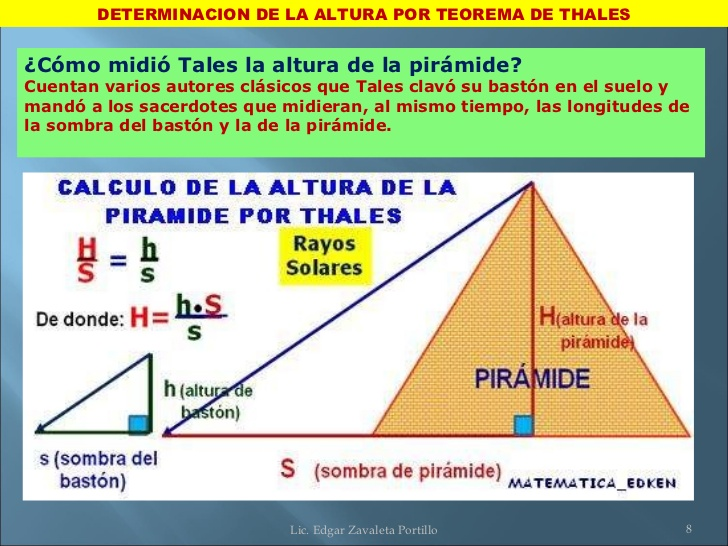 DETERMINACION DE LA ALTURA POR TEOREMA DE THALES
¿Cómo midió Tales la altura de la pirámide?
Cuentan varios autores clásicos que Tales clavó su bastón en el suelo y
mandó a los sacerdotes que midieran, al mismo tiempo, las longitudes de
la sombra del bastón y la de la pirámide.
CALCULO DE LA ALTURA DE LA
PIRAMIDE POR THALES
H/S = h/s
De donde: H= h•S/s
Rayos
Solares
h (altura de
bastón)
s (sombra del
bastón)
H(altura de la
pirámide)
PIRÁMIDE
S (sombra de pirámide)
MATEMATICA_EDKEN
Lic. Edgar Zavaleta Portillo
8